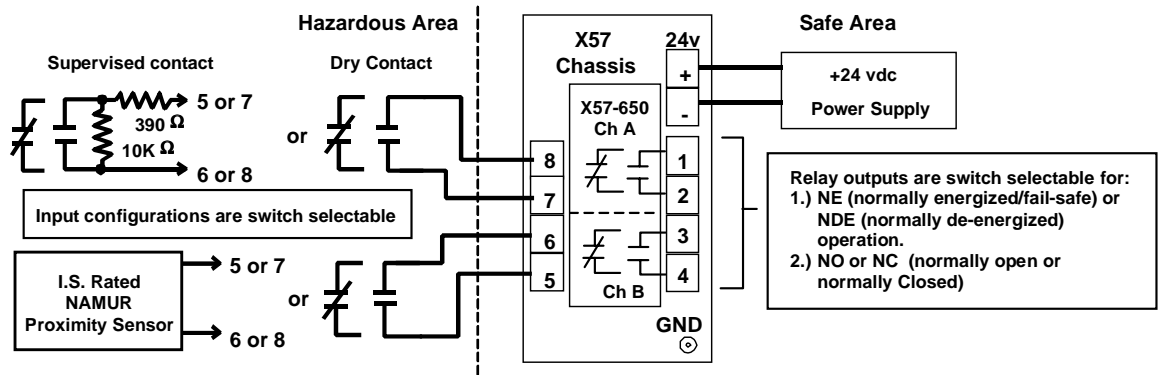 Hazardous Area
Safe Area
X57
Chassis
24v
+
-
+24 vdc
Power Supply
Supervised contact
5 or 7
390 Ω
10K Ω
6 or 8
or
Dry Contact
X57-650
Ch A
8
7
6
5
1
2
3
4
Ch B
GND
Input configurations are switch selectable
I.S. Rated
NAMUR
Proximity Sensor
5 or 7
6 or 8
or
Relay outputs are switch selectable for:
1.) NE (normally energized/fail-safe) or
NDE (normally de-energized)
operation.
2.) NO or NC (normally open or
normally Closed)